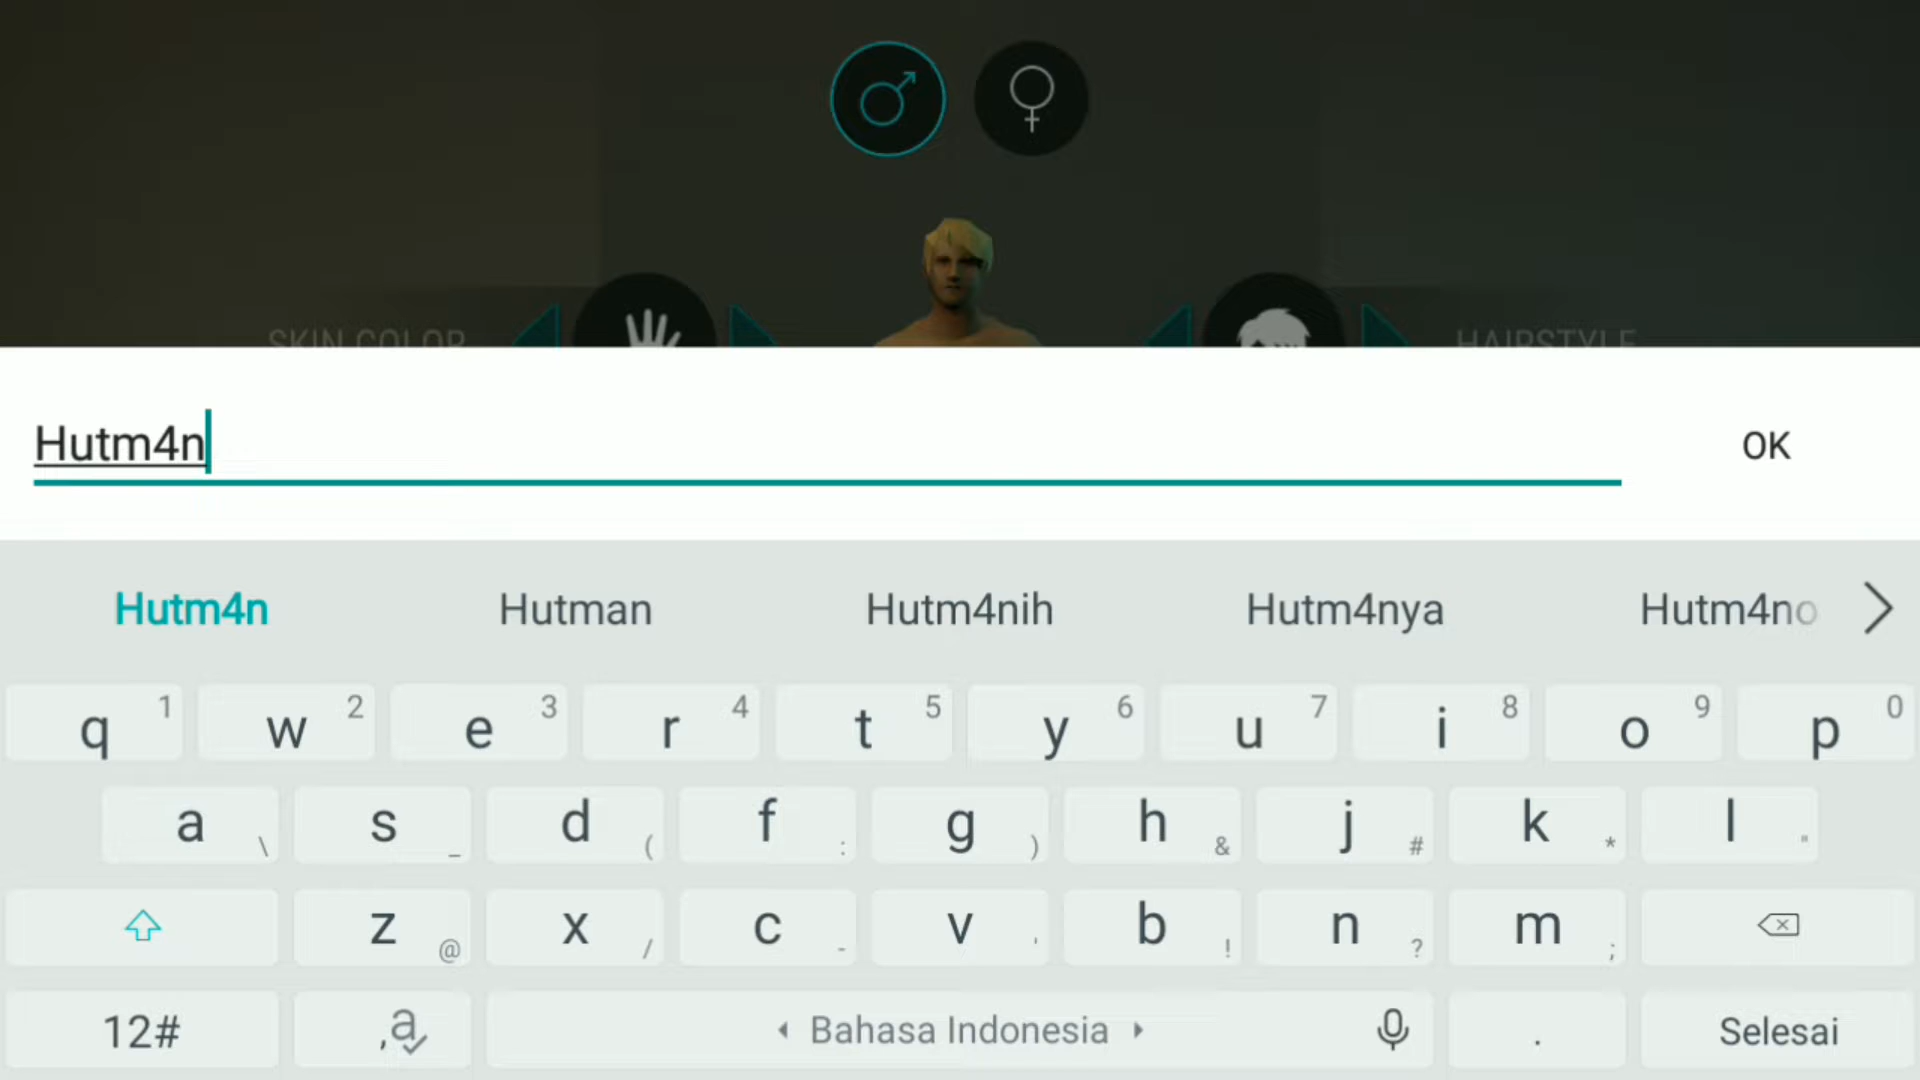 SKIN COLOR HAIRSTYLE
Hutm4n OK
Hutm4n Hutman Hutm4nih Hutm4nya Hutm4no
q 1 w 2 e 3 r 4 t 5 y 6 u 7 i 8 o 9 p 0
a \ s _ d ( f : g ) h & j # k * l "
z @ x / c - v ' b ! n ? m ;
12# , a Bahasa Indonesia . Selesai